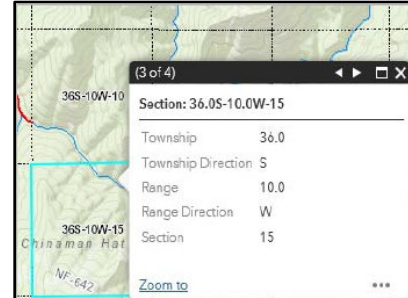 36S-10W-10
36S-10W-15
Chinaman Hat
NF-642
(3 of 4)
Section: 36.0S-10.0W-15
Township 36.0
Township Direction S
Range 10.0
Range Direction W
Section 15
Zoom to